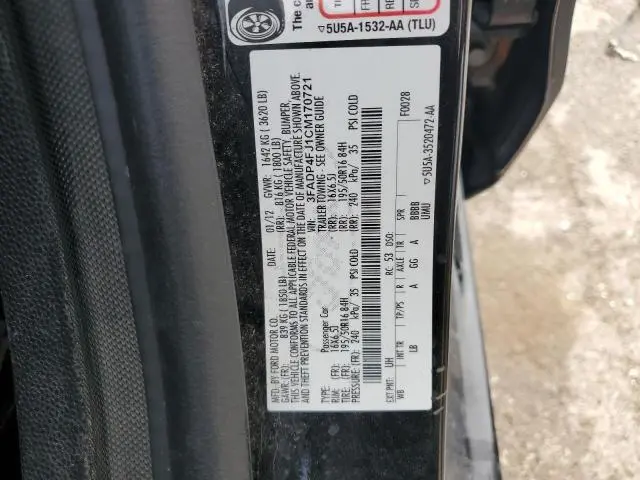 The c
an
5U5A-1532-AA (TLU)
MFD. BY FORD MOTOR CO.
DATE: 01/12 GVWR: 1642 KG ( 3620 LB)
GAWR:(FR): 839 KG (1850 LB) (RR): 816 KG (1800 LB)
THIS VEHICLE CONFORMS TO ALL APPLICABLE FEDERAL MOTOR VEHICLE SAFETY, BUMPER,
AND THEFT PREVENTION STANDARDS IN EFFECT ON THE DATE OF MANUFACTURE SHOWN ABOVE.
VIN: 3FADP4FJ1CM170721
TYPE: Passenger Car TRAILER TOWING - SEE OWNER GUIDE
RIM: (FR): 16X6.5J (RR): 16X6.5J
TIRE: (FR): 195/50R16 84H (RR): 195/50R16 84H
PRESSURE:(FR): 240 kPa/ 35 PSI COLD (RR): 240 kPa/ 35 PSI COLD
EXT PNT: UH RC: 53 DSO: F0028
WB INT TR TP/PS R AXLE TR SPR
LB A GG A BBBB
UMU
5U5A-3520472-AA